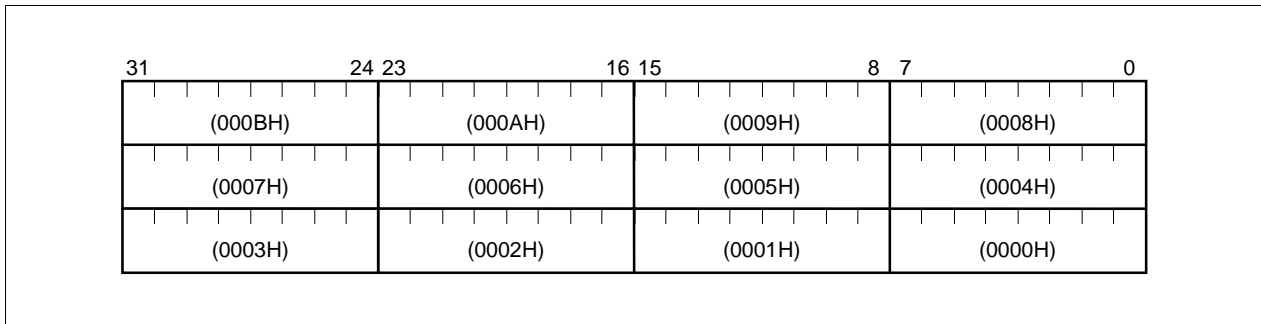 31 24 23 16 15 8 7 0
(000BH) (000AH) (0009H) (0008H)
(0007H) (0006H) (0005H) (0004H)
(0003H) (0002H) (0001H) (0000H)